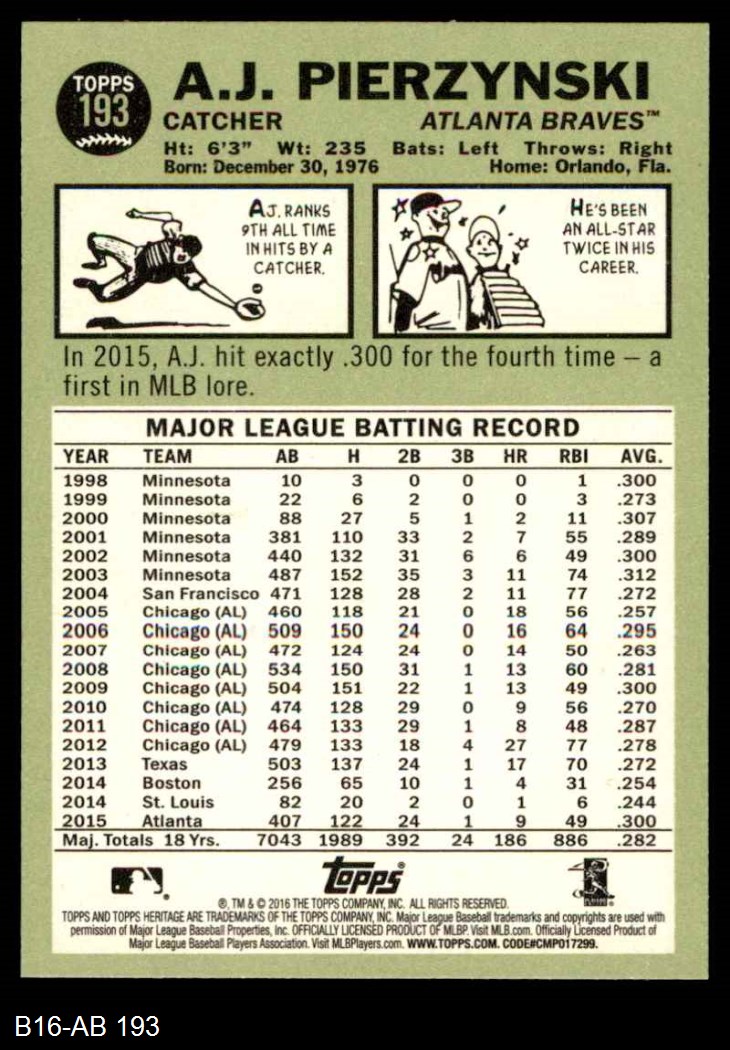 TOPPS
193
A.J. PIERZYNSKI
CATCHER ATLANTA BRAVES™
Ht: 6'3" Wt: 235 Bats: Left Throws: Right
Born: December 30, 1976 Home: Orlando, Fla.
A.J. RANKS
9TH ALL TIME
IN HITS BY A
CATCHER.
HE'S BEEN
AN ALL-STAR
TWICE IN HIS
CAREER.
In 2015, A.J. hit exactly .300 for the fourth time – a
first in MLB lore.
MAJOR LEAGUE BATTING RECORD
YEAR TEAM AB H 2B 3B HR RBI AVG.
1998 Minnesota 10 3 0 0 0 1 .300
1999 Minnesota 22 6 2 0 0 3 .273
2000 Minnesota 88 27 5 1 2 11 .307
2001 Minnesota 381 110 33 2 7 55 .289
2002 Minnesota 440 132 31 6 6 49 .300
2003 Minnesota 487 152 35 3 11 74 .312
2004 San Francisco 471 128 28 2 11 77 .272
2005 Chicago (AL) 460 118 21 0 18 56 .257
2006 Chicago (AL) 509 150 24 0 16 64 .295
2007 Chicago (AL) 472 124 24 0 14 50 .263
2008 Chicago (AL) 534 150 31 1 13 60 .281
2009 Chicago (AL) 504 151 22 1 13 49 .300
2010 Chicago (AL) 474 128 29 0 9 56 .270
2011 Chicago (AL) 464 133 29 1 8 48 .287
2012 Chicago (AL) 479 133 18 4 27 77 .278
2013 Texas 503 137 24 1 17 70 .272
2014 Boston 256 65 10 1 4 31 .254
2014 St. Louis 82 20 2 0 1 6 .244
2015 Atlanta 407 122 24 1 9 49 .300
Maj. Totals 18 Yrs. 7043 1989 392 24 186 886 .282
Topps®
®, TM & © 2016 THE TOPPS COMPANY, INC. ALL RIGHTS RESERVED.
TOPPS AND TOPPS HERITAGE ARE TRADEMARKS OF THE TOPPS COMPANY, INC. Major League Baseball trademarks and copyrights are used with
permission of Major League Baseball Properties, Inc. OFFICIALLY LICENSED PRODUCT OF MLBP. Visit MLB.com. Officially Licensed Product of
Major League Baseball Players Association. Visit MLBPlayers.com. WWW.TOPPS.COM. CODE#CMP017299.
B16-AB 193